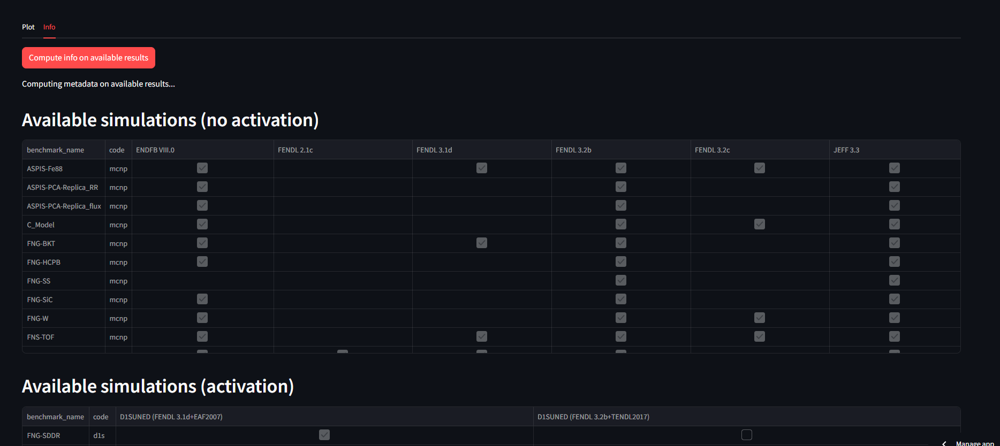 Plot Info
Compute info on available results
Computing metadata on available results...
Available simulations (no activation)
benchmark_name code ENDFB VIII.0 FENDL 2.1c FENDL 3.1d FENDL 3.2b FENDL 3.2c JEFF 3.3
ASPIS-Fe88 mcnp
ASPIS-PCA-Replica_RR mcnp
ASPIS-PCA-Replica_flux mcnp
C_Model mcnp
FNG-BKT mcnp
FNG-HCPB mcnp
FNG-SS mcnp
FNG-SiC mcnp
FNG-W mcnp
FNS-TOF mcnp
Available simulations (activation)
benchmark_name code D1SUNED (FENDL 3.1d+EAF2007) D1SUNED (FENDL 3.2b+TENDL2017)
FNG-SDDR d1s
Manage app